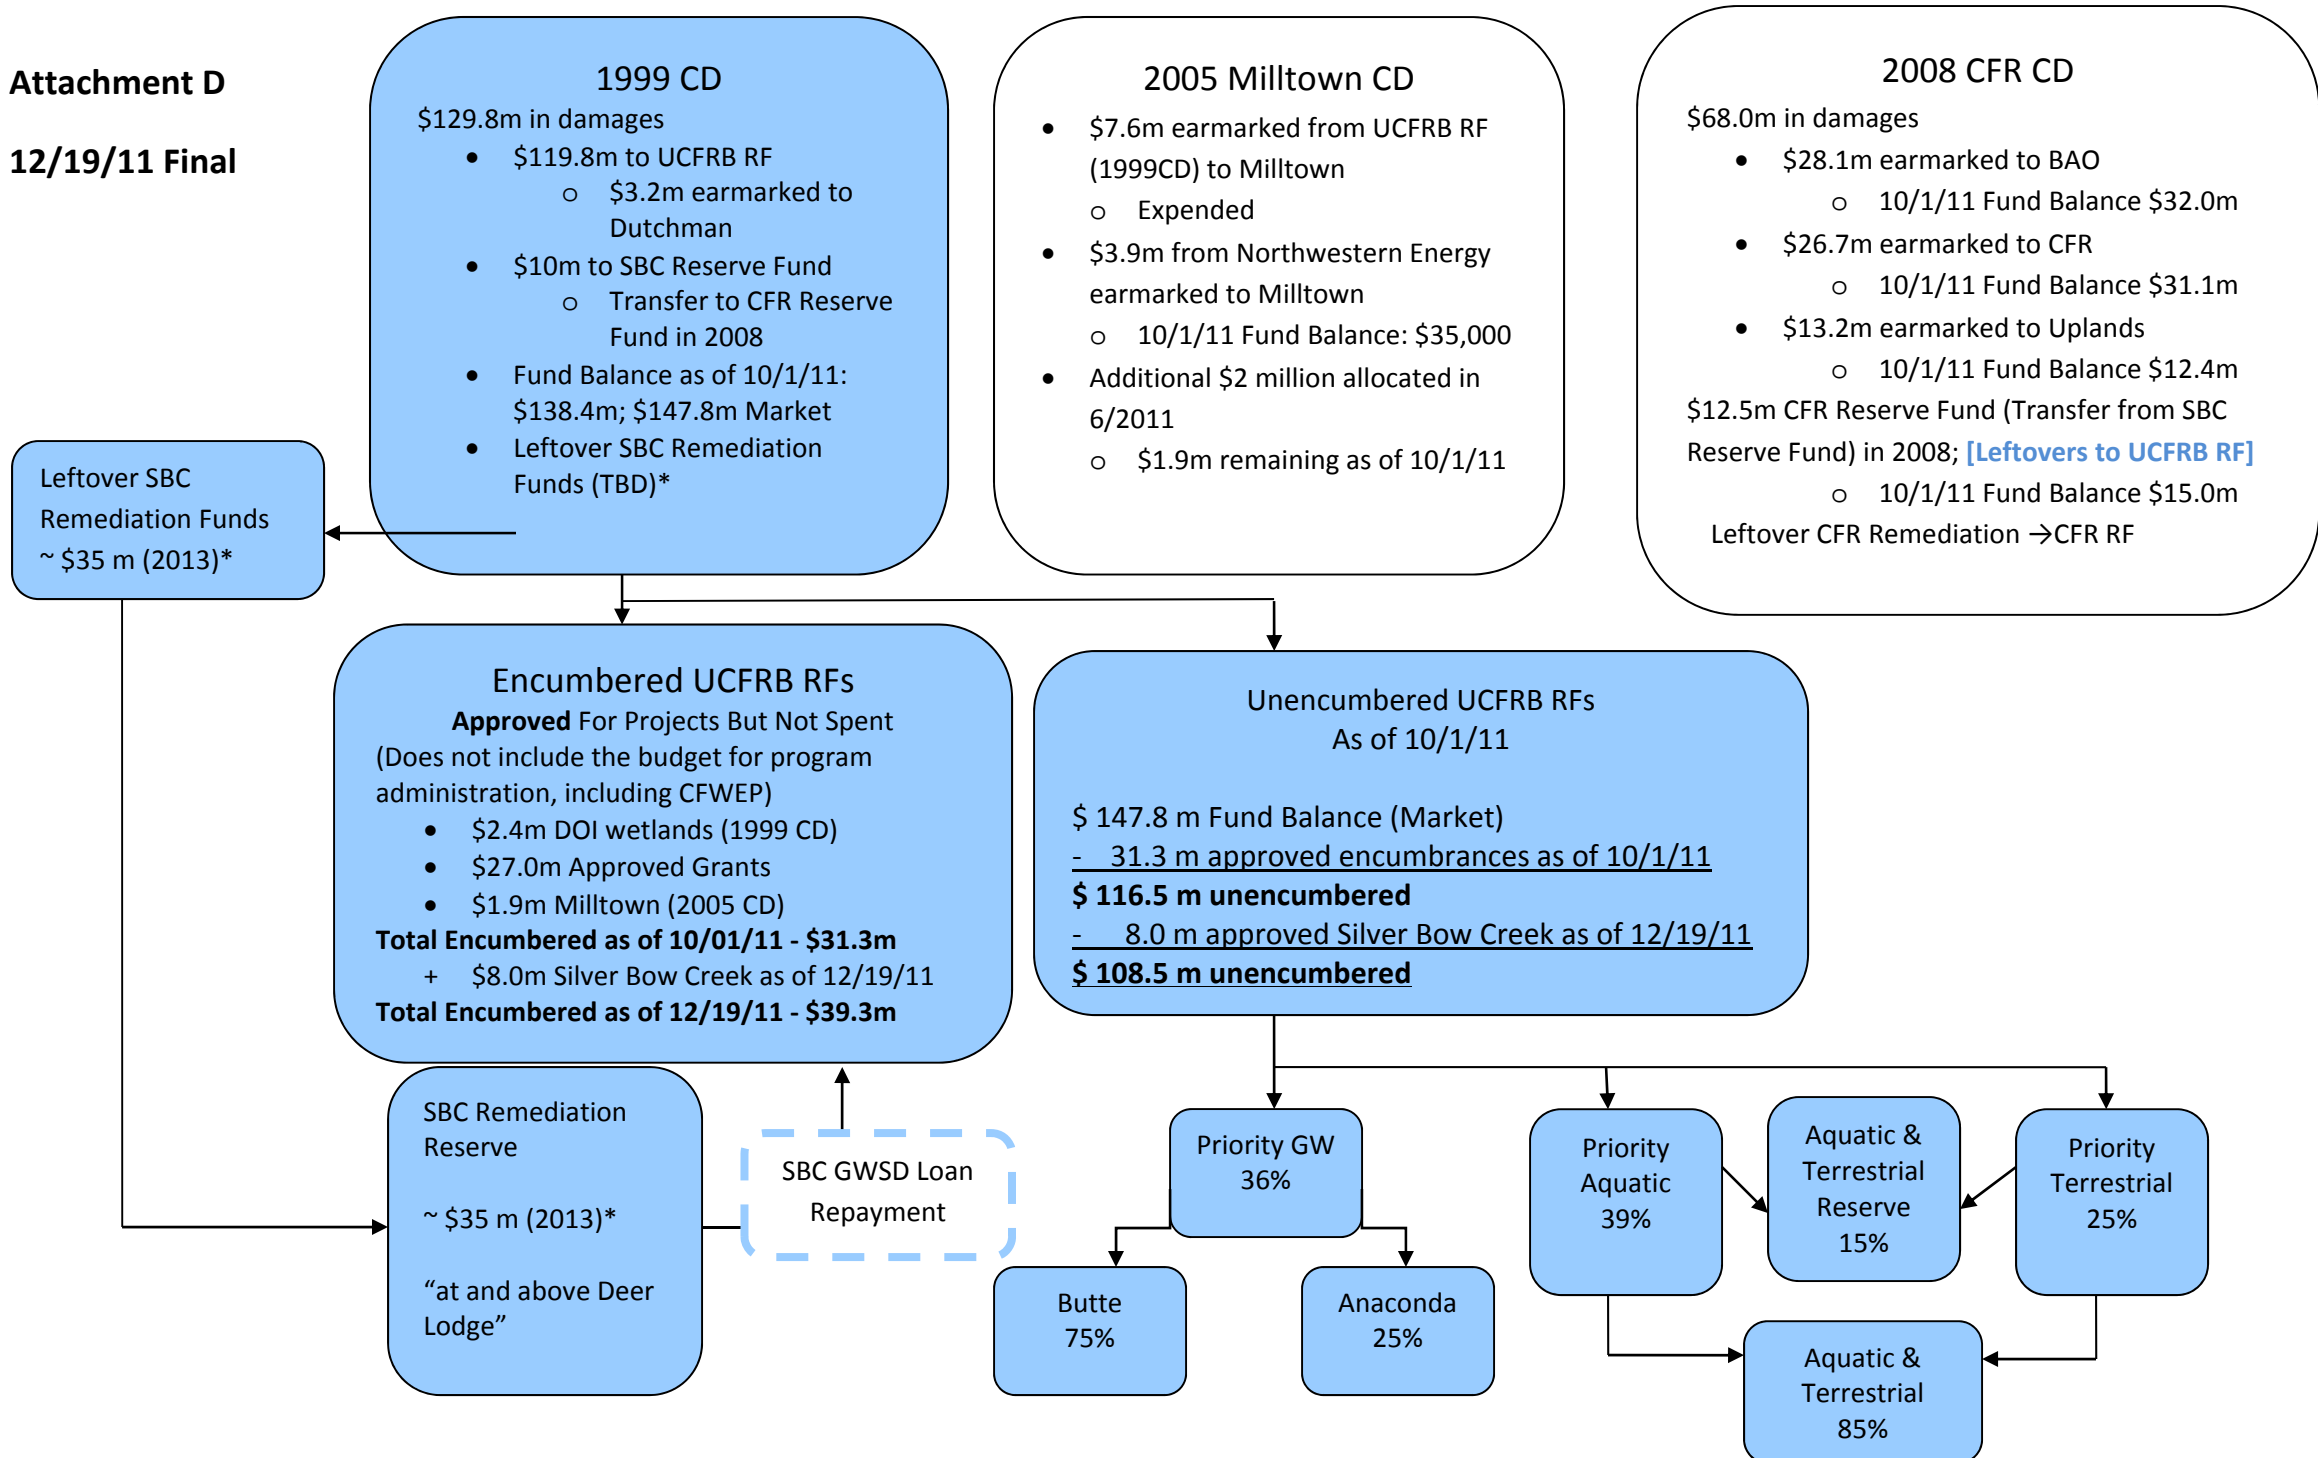 Attachment D
12/19/11 Final
1999 CD
$129.8m in damages
• $119.8m to UCFRB RF
o $3.2m earmarked to
Dutchman
• $10m to SBC Reserve Fund
o Transfer to CFR Reserve
Fund in 2008
• Fund Balance as of 10/1/11:
$138.4m; $147.8m Market
• Leftover SBC Remediation
Funds (TBD)*
2005 Milltown CD
• $7.6m earmarked from UCFRB RF
(1999CD) to Milltown
o Expended
• $3.9m from Northwestern Energy
earmarked to Milltown
o 10/1/11 Fund Balance: $35,000
• Additional $2 million allocated in
6/2011
o $1.9m remaining as of 10/1/11
2008 CFR CD
$68.0m in damages
• $28.1m earmarked to BAO
o 10/1/11 Fund Balance $32.0m
• $26.7m earmarked to CFR
o 10/1/11 Fund Balance $31.1m
• $13.2m earmarked to Uplands
o 10/1/11 Fund Balance $12.4m
$12.5m CFR Reserve Fund (Transfer from SBC
Reserve Fund) in 2008; [Leftovers to UCFRB RF]
o 10/1/11 Fund Balance $15.0m
Leftover CFR Remediation →CFR RF
Leftover SBC
Remediation Funds
~ $35 m (2013)*
Encumbered UCFRB RFs
Approved For Projects But Not Spent
(Does not include the budget for program
administration, including CFWEP)
• $2.4m DOI wetlands (1999 CD)
• $27.0m Approved Grants
• $1.9m Milltown (2005 CD)
Total Encumbered as of 10/01/11 - $31.3m
+ $8.0m Silver Bow Creek as of 12/19/11
Total Encumbered as of 12/19/11 - $39.3m
Unencumbered UCFRB RFs
As of 10/1/11
$ 147.8 m Fund Balance (Market)
- 31.3 m approved encumbrances as of 10/1/11
$ 116.5 m unencumbered
- 8.0 m approved Silver Bow Creek as of 12/19/11
$ 108.5 m unencumbered
SBC Remediation
Reserve
~ $35 m (2013)*
“at and above Deer
Lodge”
SBC GWSD Loan
Repayment
Priority GW
36%
Butte
75%
Anaconda
25%
Priority
Aquatic
39%
Aquatic &
Terrestrial
Reserve
15%
Priority
Terrestrial
25%
Aquatic &
Terrestrial
85%